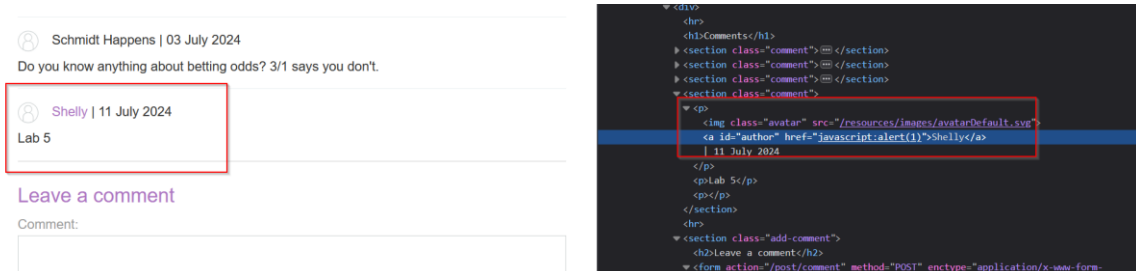 Schmidt Happens | 03 July 2024
Do you know anything about betting odds? 3/1 says you don't.
Shelly | 11 July 2024
Lab 5
Leave a comment
Comment:
<div>
<hr>
<h1>Comments</h1>
<section class="comment"> </section>
<section class="comment"> </section>
<section class="comment"> </section>
<section class="comment">
<p>
<img class="avatar" src="/resources/images/avatarDefault.svg">
<a id="author" href="javascript:alert(1)">Shelly</a>
| 11 July 2024
</p>
<p>Lab 5</p>
<p></p>
</section>
<hr>
<section class="add-comment">
<h2>Leave a comment</h2>
<form action="/post/comment" method="POST" enctype="application/x-www-form-